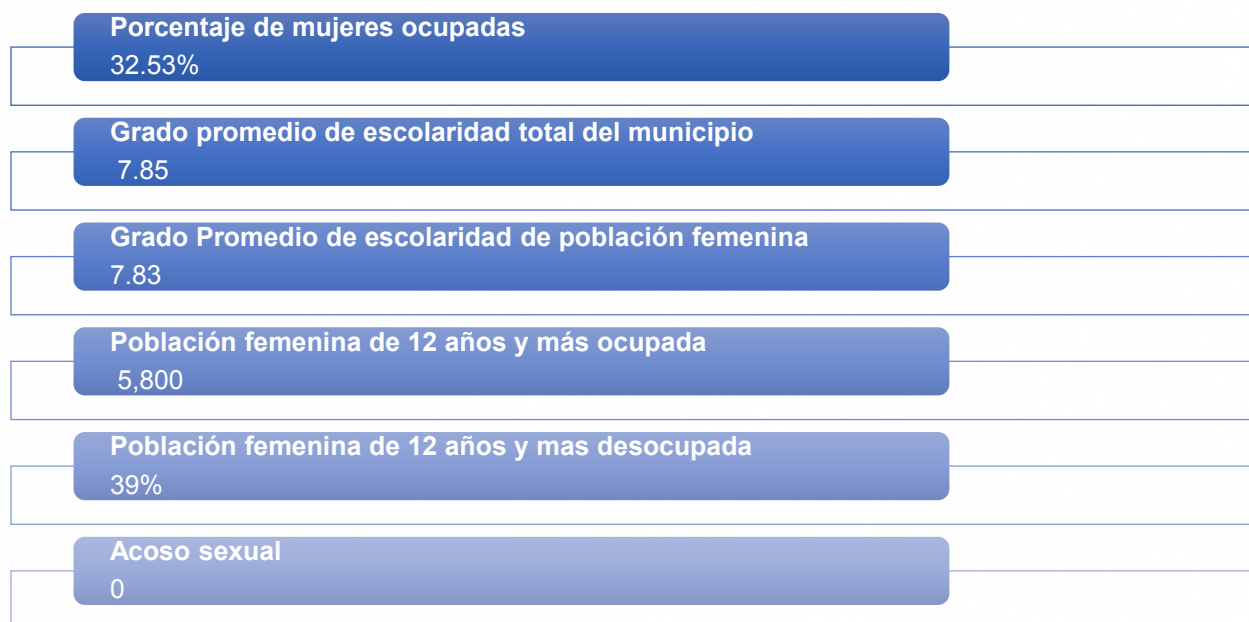 Porcentaje de mujeres ocupadas
32.53%
Grado promedio de escolaridad total del municipio
7.85
Grado Promedio de escolaridad de población femenina
7.83
Población femenina de 12 años y más ocupada
5,800
Población femenina de 12 años y mas desocupada
39%
Acoso sexual
0